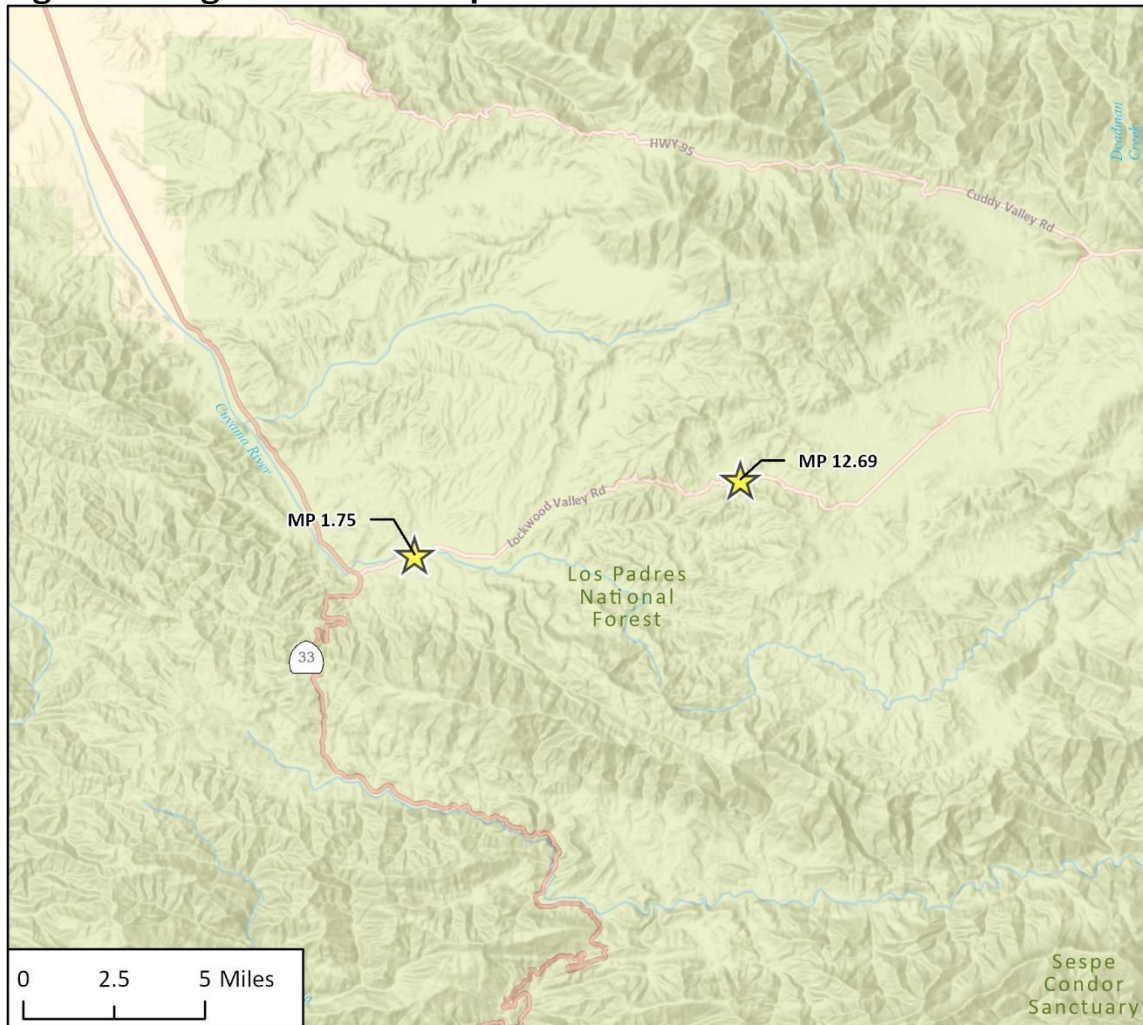 HWY 95
Deadman
Creek
Cuddy Valley Rd
Cuyama River
MP 12.69
Lockwood Valley Rd
MP 1.75
Los Padres
National
Forest
33
Sespe
Condor
Sanctuary
0 2.5 5 Miles